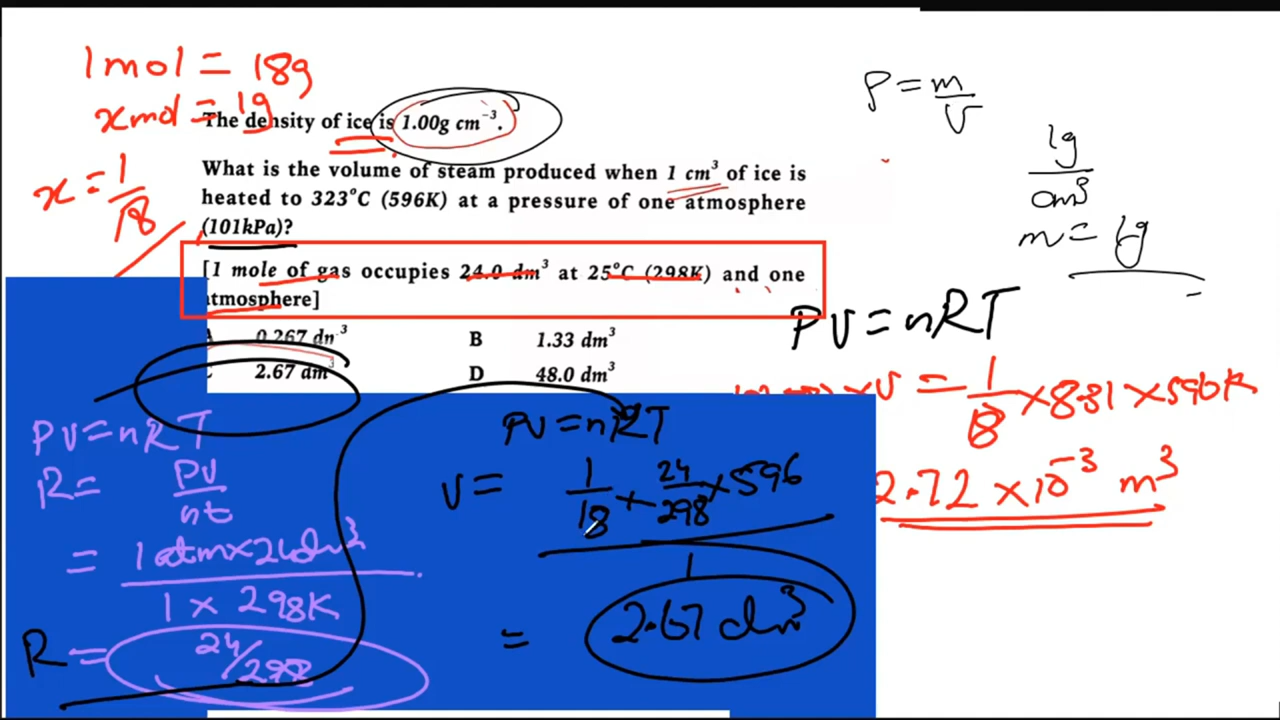 1mol = 18g
xmol = 1g
The density of ice is 1.00g cm⁻³.
x = 1/18
What is the volume of steam produced when 1 cm³ of ice is
heated to 323°C (596K) at a pressure of one atmosphere
(101kPa)?
[1 mole of gas occupies 24.0 dm³ at 25°C (298K) and one
atmosphere]
0.267 dm³
B 1.33 dm³
2.67 dm³
D 48.0 dm³
ρ = m/V
1g/cm³
m = 1g
PV = nRT
× V = 1/18 × 8.31 × 596K
2.72 × 10⁻³ m³
PV = nRT
R = PV/nt
= 1atm × 24dm³ / 1 × 298K
R = 24/298
PV = nRT
V = 1/18 × 24/298 × 596 / 1
= 2.67 dm³